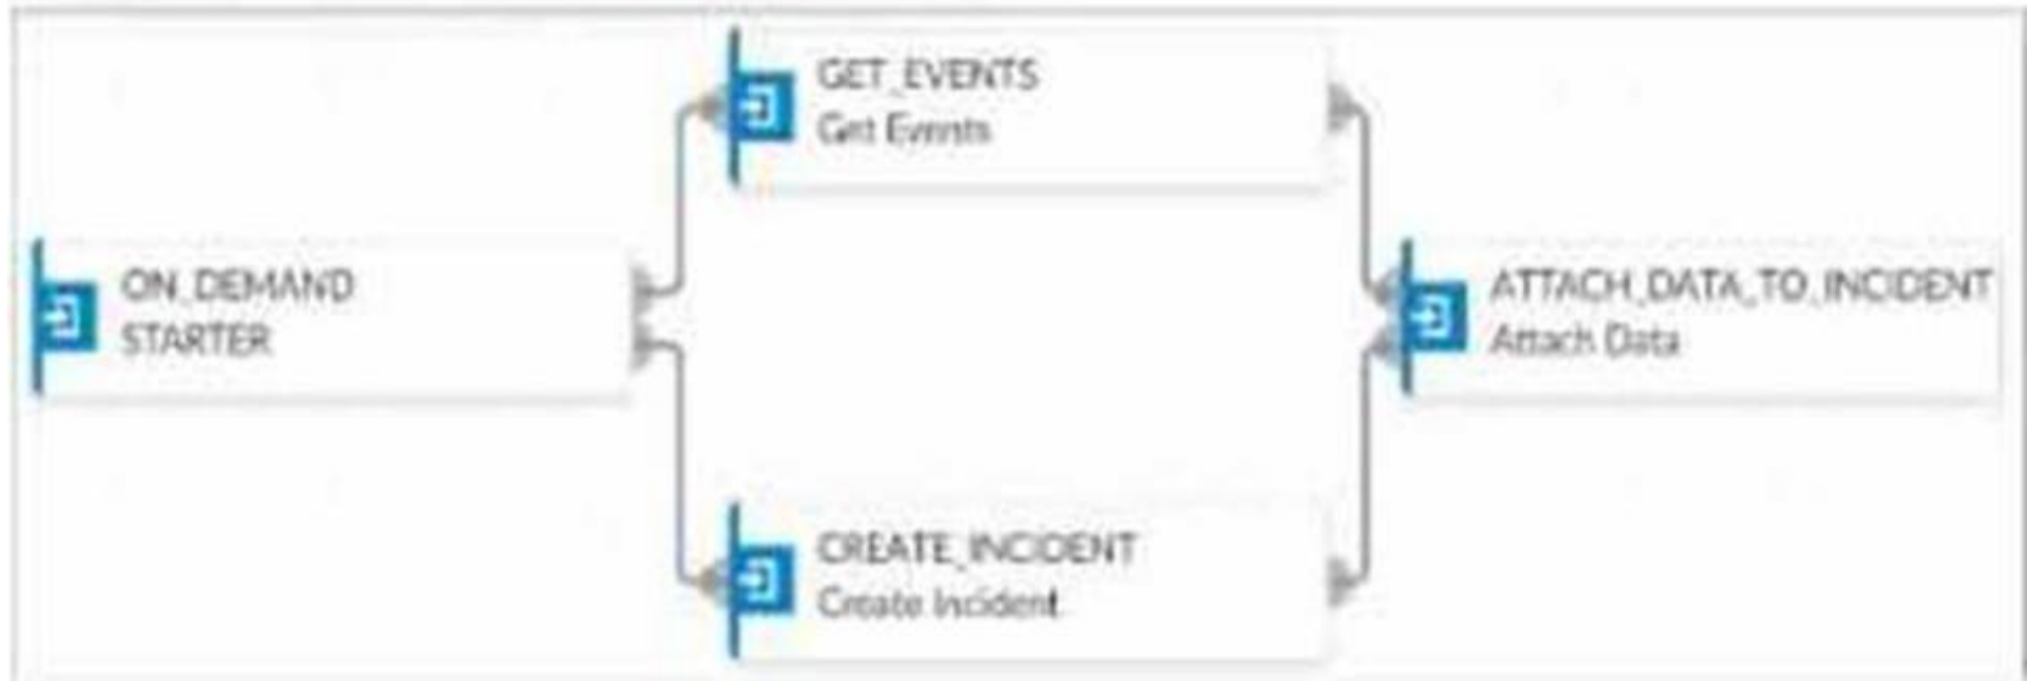 GET_EVENTS
Get Events
ON_DEMAND
STARTER
ATTACH_DATA_TO_INCIDENT
Attach Data
CREATE_INCIDENT
Create Incident